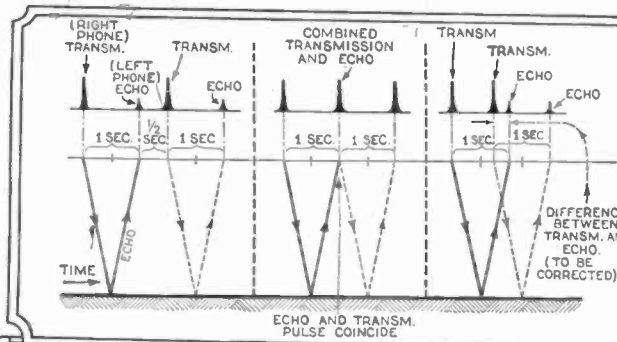 (RIGHT
PHONE)
TRANSM.
(LEFT
PHONE)
ECHO
TRANSM.
ECHO
1 SEC.
½
SEC.
1 SEC.
ECHO
TIME
COMBINED
TRANSMISSION
AND ECHO
1 SEC.
1 SEC.
ECHO AND TRANSM.
PULSE COINCIDE
TRANSM
TRANSM.
ECHO
ECHO
1 SEC.
1 SEC.
DIFFERENC
BETWEEN
TRANSM. A
ECHO.
(TO BE
CORRECTED)